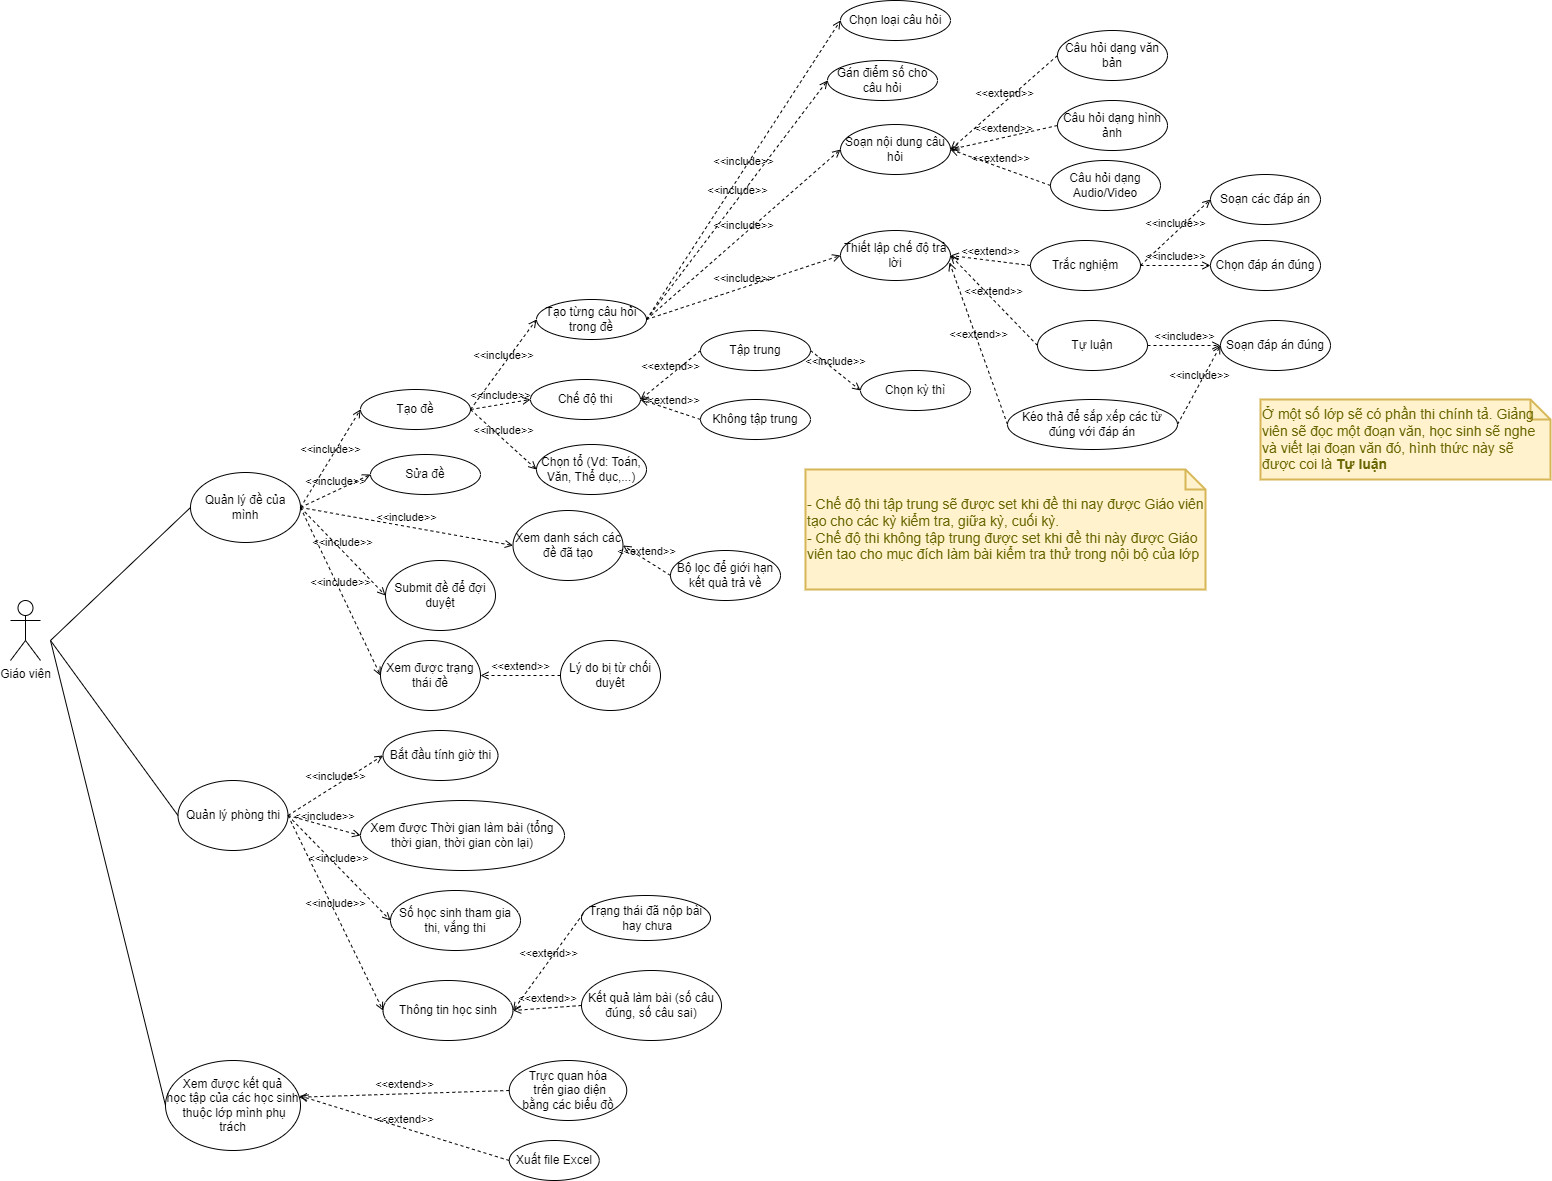 Chọn loại câu hỏi
Gán điểm số cho
câu hỏi
Câu hỏi dạng văn
bản
<<extend>>
Câu hỏi dạng hình
ảnh
<<extend>>
Soạn nội dung câu
hỏi
<<extend>>
Câu hỏi dạng
Audio/Video
<<include>>
<<include>>
<<include>>
<<include>>
Soạn các đáp án
<<include>>
Thiết lập chế độ trả
lời
<<extend>>
Trắc nghiệm
<<include>>
Chọn đáp án đúng
<<extend>>
<<extend>>
Tự luận
<<include>>
Soạn đáp án đúng
<<include>>
Kéo thả để sắp xếp các từ
đúng với đáp án
Tạo từng câu hỏi
trong đề
<<include>>
Tập trung
<<extend>>
<<include>>
Chọn kỳ thi
Tạo đề
<<include>>
Chế độ thi
<<extend>>
Không tập trung
<<include>>
Chọn tổ (Vd: Toán,
Văn, Thể dục,...)
Ở một số lớp sẽ có phần thi chính tả. Giảng
viên sẽ đọc một đoạn văn, học sinh sẽ nghe
và viết lại đoạn văn đó, hình thức này sẽ
được coi là Tự luận
<<include>>
Sửa đề
<<include>>
Quản lý đề của
mình
<<include>>
Xem danh sách các
đề đã tạo
<<extend>>
Bộ lọc để giới hạn
kết quả trả về
- Chế độ thi tập trung sẽ được set khi đề thi nay được Giáo viên
tạo cho các kỳ kiểm tra, giữa kỳ, cuối kỳ.
- Chế độ thi không tập trung được set khi đề thi này được Giáo
viên tao cho mục đích làm bài kiểm tra thử trong nội bộ của lớp
<<include>>
Submit đề để đợi
duyệt
<<include>>
Xem được trạng
thái đề
<<extend>>
Lý do bị từ chối
duyệt
Giáo viên
Bắt đầu tính giờ thi
<<include>>
Quản lý phòng thi
<<include>>
Xem được Thời gian làm bài (tổng
thời gian, thời gian còn lại)
<<include>>
<<include>>
Số học sinh tham gia
thi, vắng thi
Trạng thái đã nộp bài
hay chưa
<<extend>>
Thông tin học sinh
<<extend>>
Kết quả làm bài (số câu
đúng, số câu sai)
Xem được kết quả
học tập của các học sinh
thuộc lớp mình phụ
trách
<<extend>>
Trực quan hóa
trên giao diện
bằng các biểu đồ
<<extend>>
Xuất file Excel